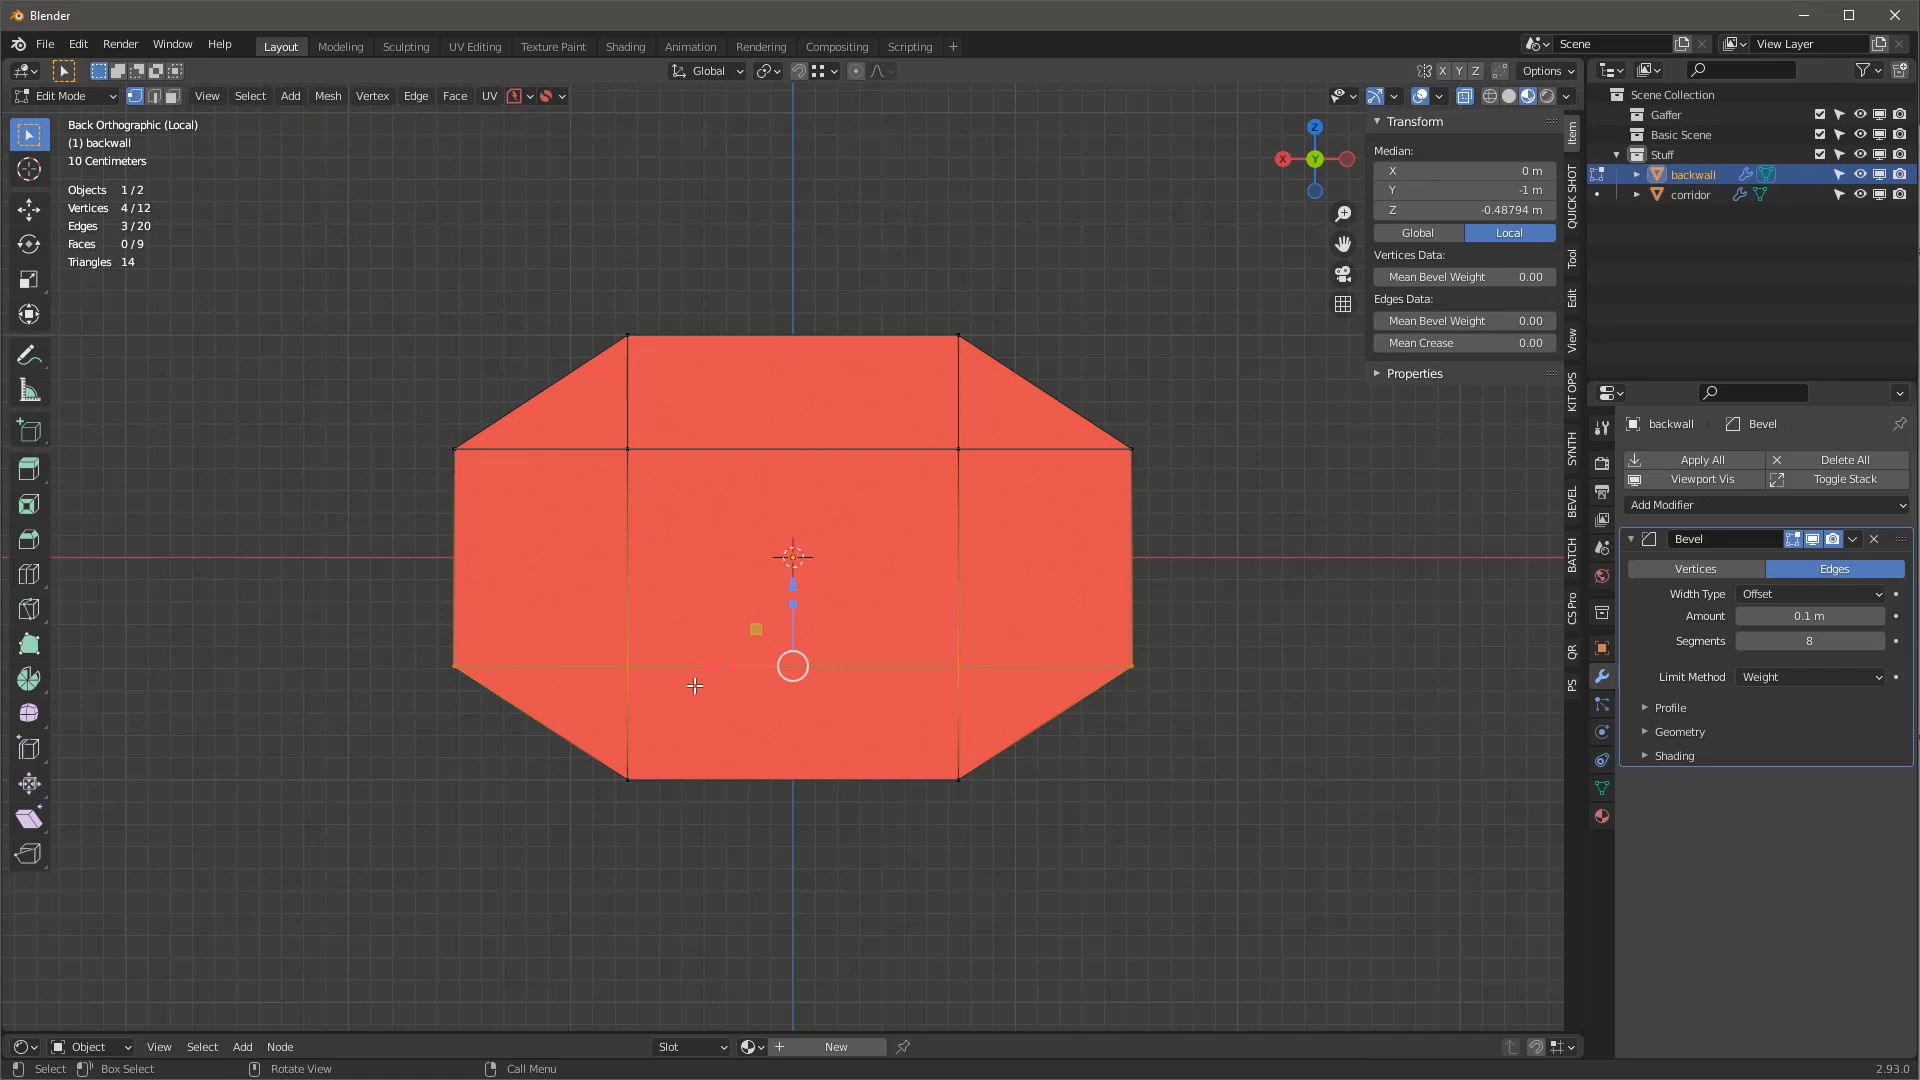 Blender
File Edit Render Window Help
Layout Modeling Sculpting UV Editing Texture Paint Shading Animation Rendering Compositing Scripting +
Scene
View Layer
Global
X Y Z Options
Edit Mode View Select Add Mesh Vertex Edge Face UV
Back Orthographic (Local)
(1) backwall
10 Centimeters
Objects 1 / 2
Vertices 4 / 12
Edges 3 / 20
Faces 0 / 9
Triangles 14
Z
X Y
Transform
Median:
X 0 m
Y -1 m
Z -0.48794 m
Global Local
Vertices Data:
Mean Bevel Weight 0.00
Edges Data:
Mean Bevel Weight 0.00
Mean Crease 0.00
Properties
Item
QUICK SHOT
Tool
Edit
View
KIT OPS
SYNTH
BEVEL
BATCH
CS Pro
QR
PS
Scene Collection
Gaffer
Basic Scene
Stuff
backwall
corridor
backwall Bevel
Apply All Delete All
Viewport Vis Toggle Stack
Add Modifier
Bevel
Vertices Edges
Width Type Offset
Amount 0.1 m
Segments 8
Limit Method Weight
Profile
Geometry
Shading
Object View Select Add Node Slot New
Select Box Select Rotate View Call Menu 2.93.0